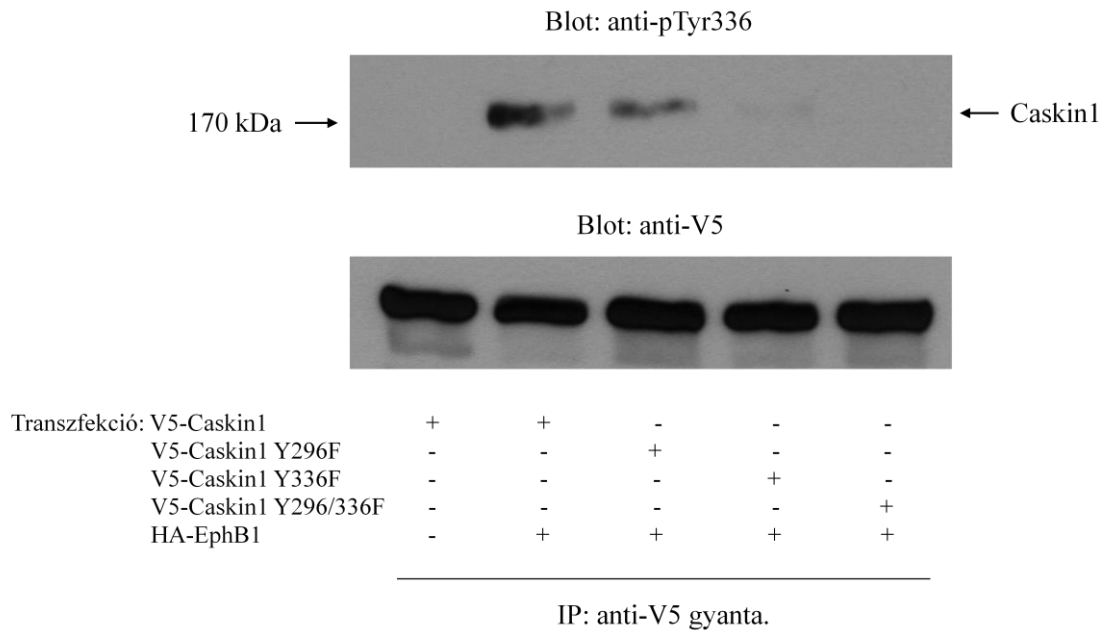 Blot: anti-pTyr336
170 kDa
Caskin1
Blot: anti-V5
Transzfekció: V5-Caskin1 + + - - -
V5-Caskin1 Y296F - - + - -
V5-Caskin1 Y336F - - - + -
V5-Caskin1 Y296/336F - - - - +
HA-EphB1 - + + + +
IP: anti-V5 gyanta.